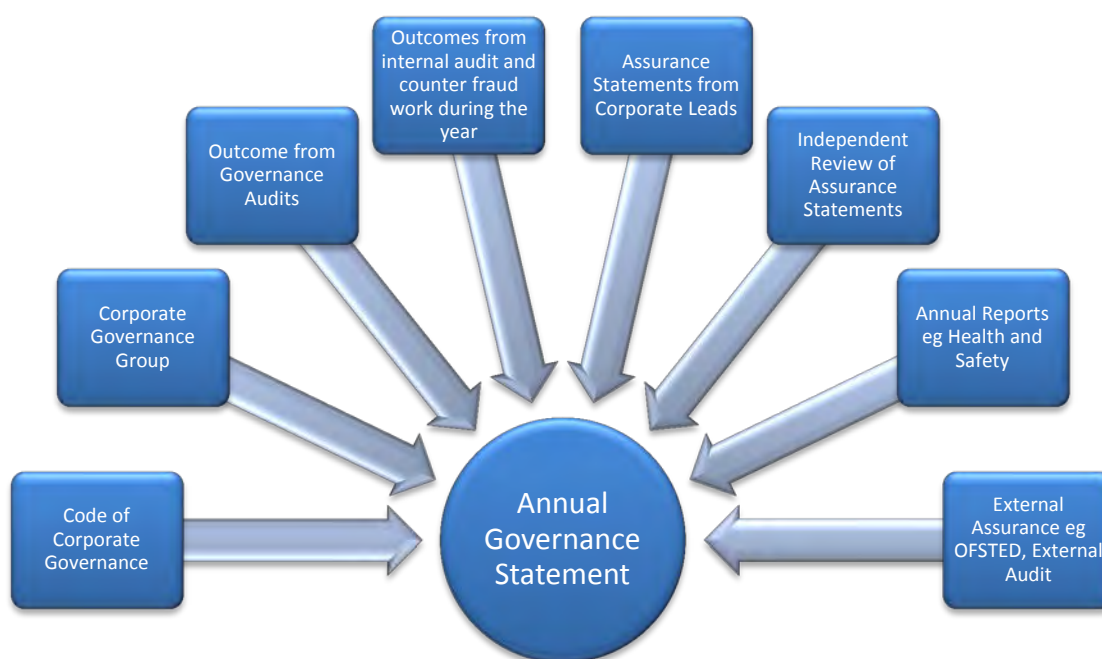 Code of
Corporate
Governance
Corporate
Governance
Group
Outcome from
Governance
Audits
Outcomes from
internal audit and
counter fraud
work during the
year
Assurance
Statements from
Corporate Leads
Independent
Review of
Assurance
Statements
Annual Reports
eg Health and
Safety
External
Assurance eg
OFSTED, External
Audit
Annual
Governance
Statement